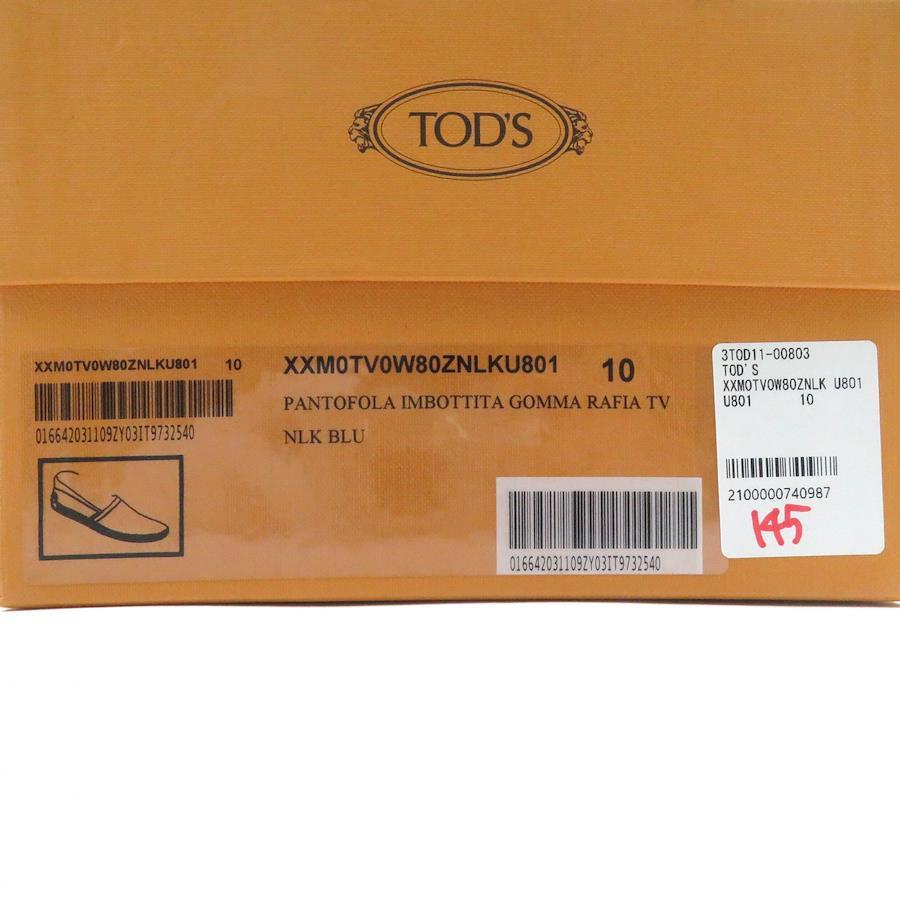 TOD'S
XXM0TV0W80ZNLKU801 10
016642031109ZY03IT9732540
XXM0TV0W80ZNLKU801 10
PANTOFOLA IMBOTTITA GOMMA RAFIA TV
NLK BLU
016642031109ZY03IT9732540
3TOD11-00803
TOD'S
XXM0TV0W80ZNLK U801
U801 10
2100000740987
145